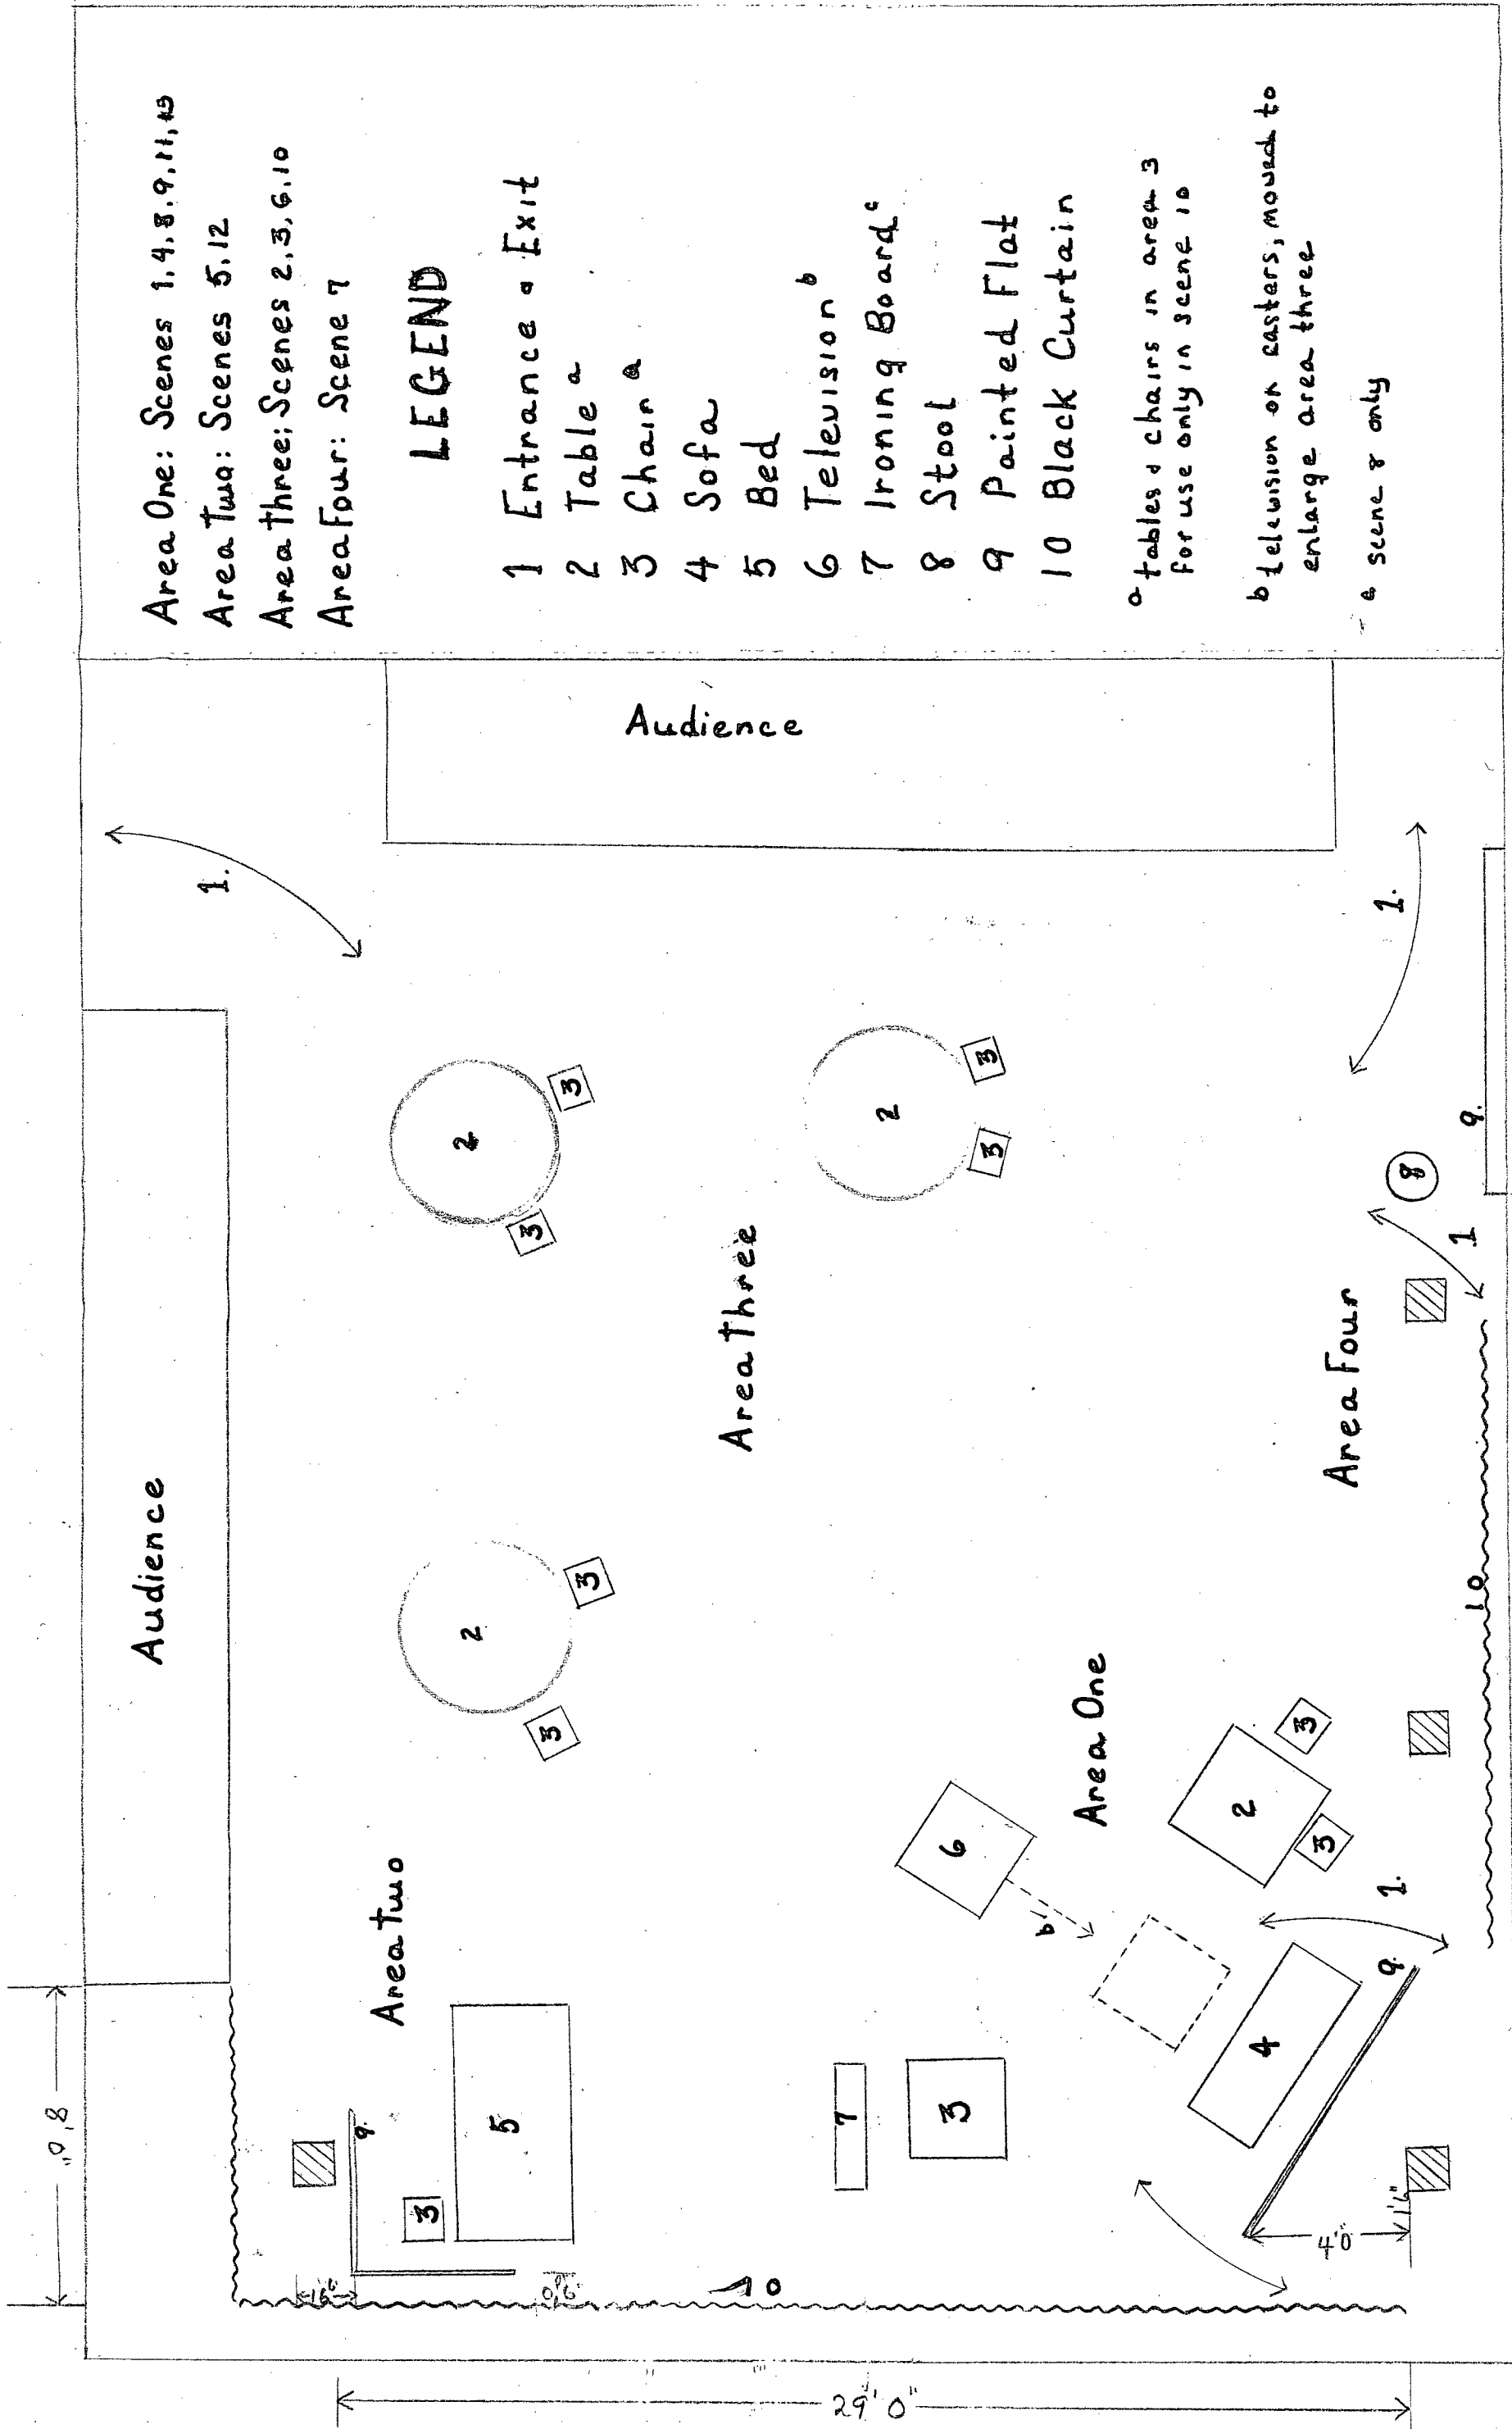 Area One: Scenes 1.4.8.9.11,13
Area Two: Scenes 5.12
Area three: Scenes 2.3,6.10
Area Four: Scene 7
LEGEND
1 Entrance & Exit
2 Table a
3 Chair a
4 Sofa
5 Bed
6 Television b
7 Ironing Board c
8 Stool
9 Painted Flat
10 Black Curtain
a tables & chairs in area 3
for use only in scene 10
b television on casters, moved to
enlarge area three
c scene 8 only
Audience
1.
1.
Audience
2
3
3
2
3
3
Area three
2
3
3
8
9.
1
Area Four
10
Area One
6
b
2
3
3
1.
9.
4
Area two
5
3
9.
7
3
10
8'0"
1'6"
0'6"
4'0"
1'6"
29'0"